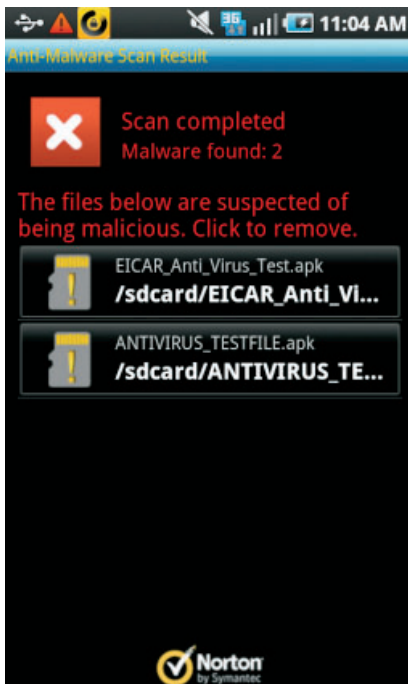 3G 11:04 AM
Anti-Malware Scan Result
Scan completed
Malware found: 2
The files below are suspected of
being malicious. Click to remove.
EICAR_Anti_Virus_Test.apk
/sdcard/EICAR_Anti_Vi...
ANTIVIRUS_TESTFILE.apk
/sdcard/ANTIVIRUS_TE...
Norton
by Symantec